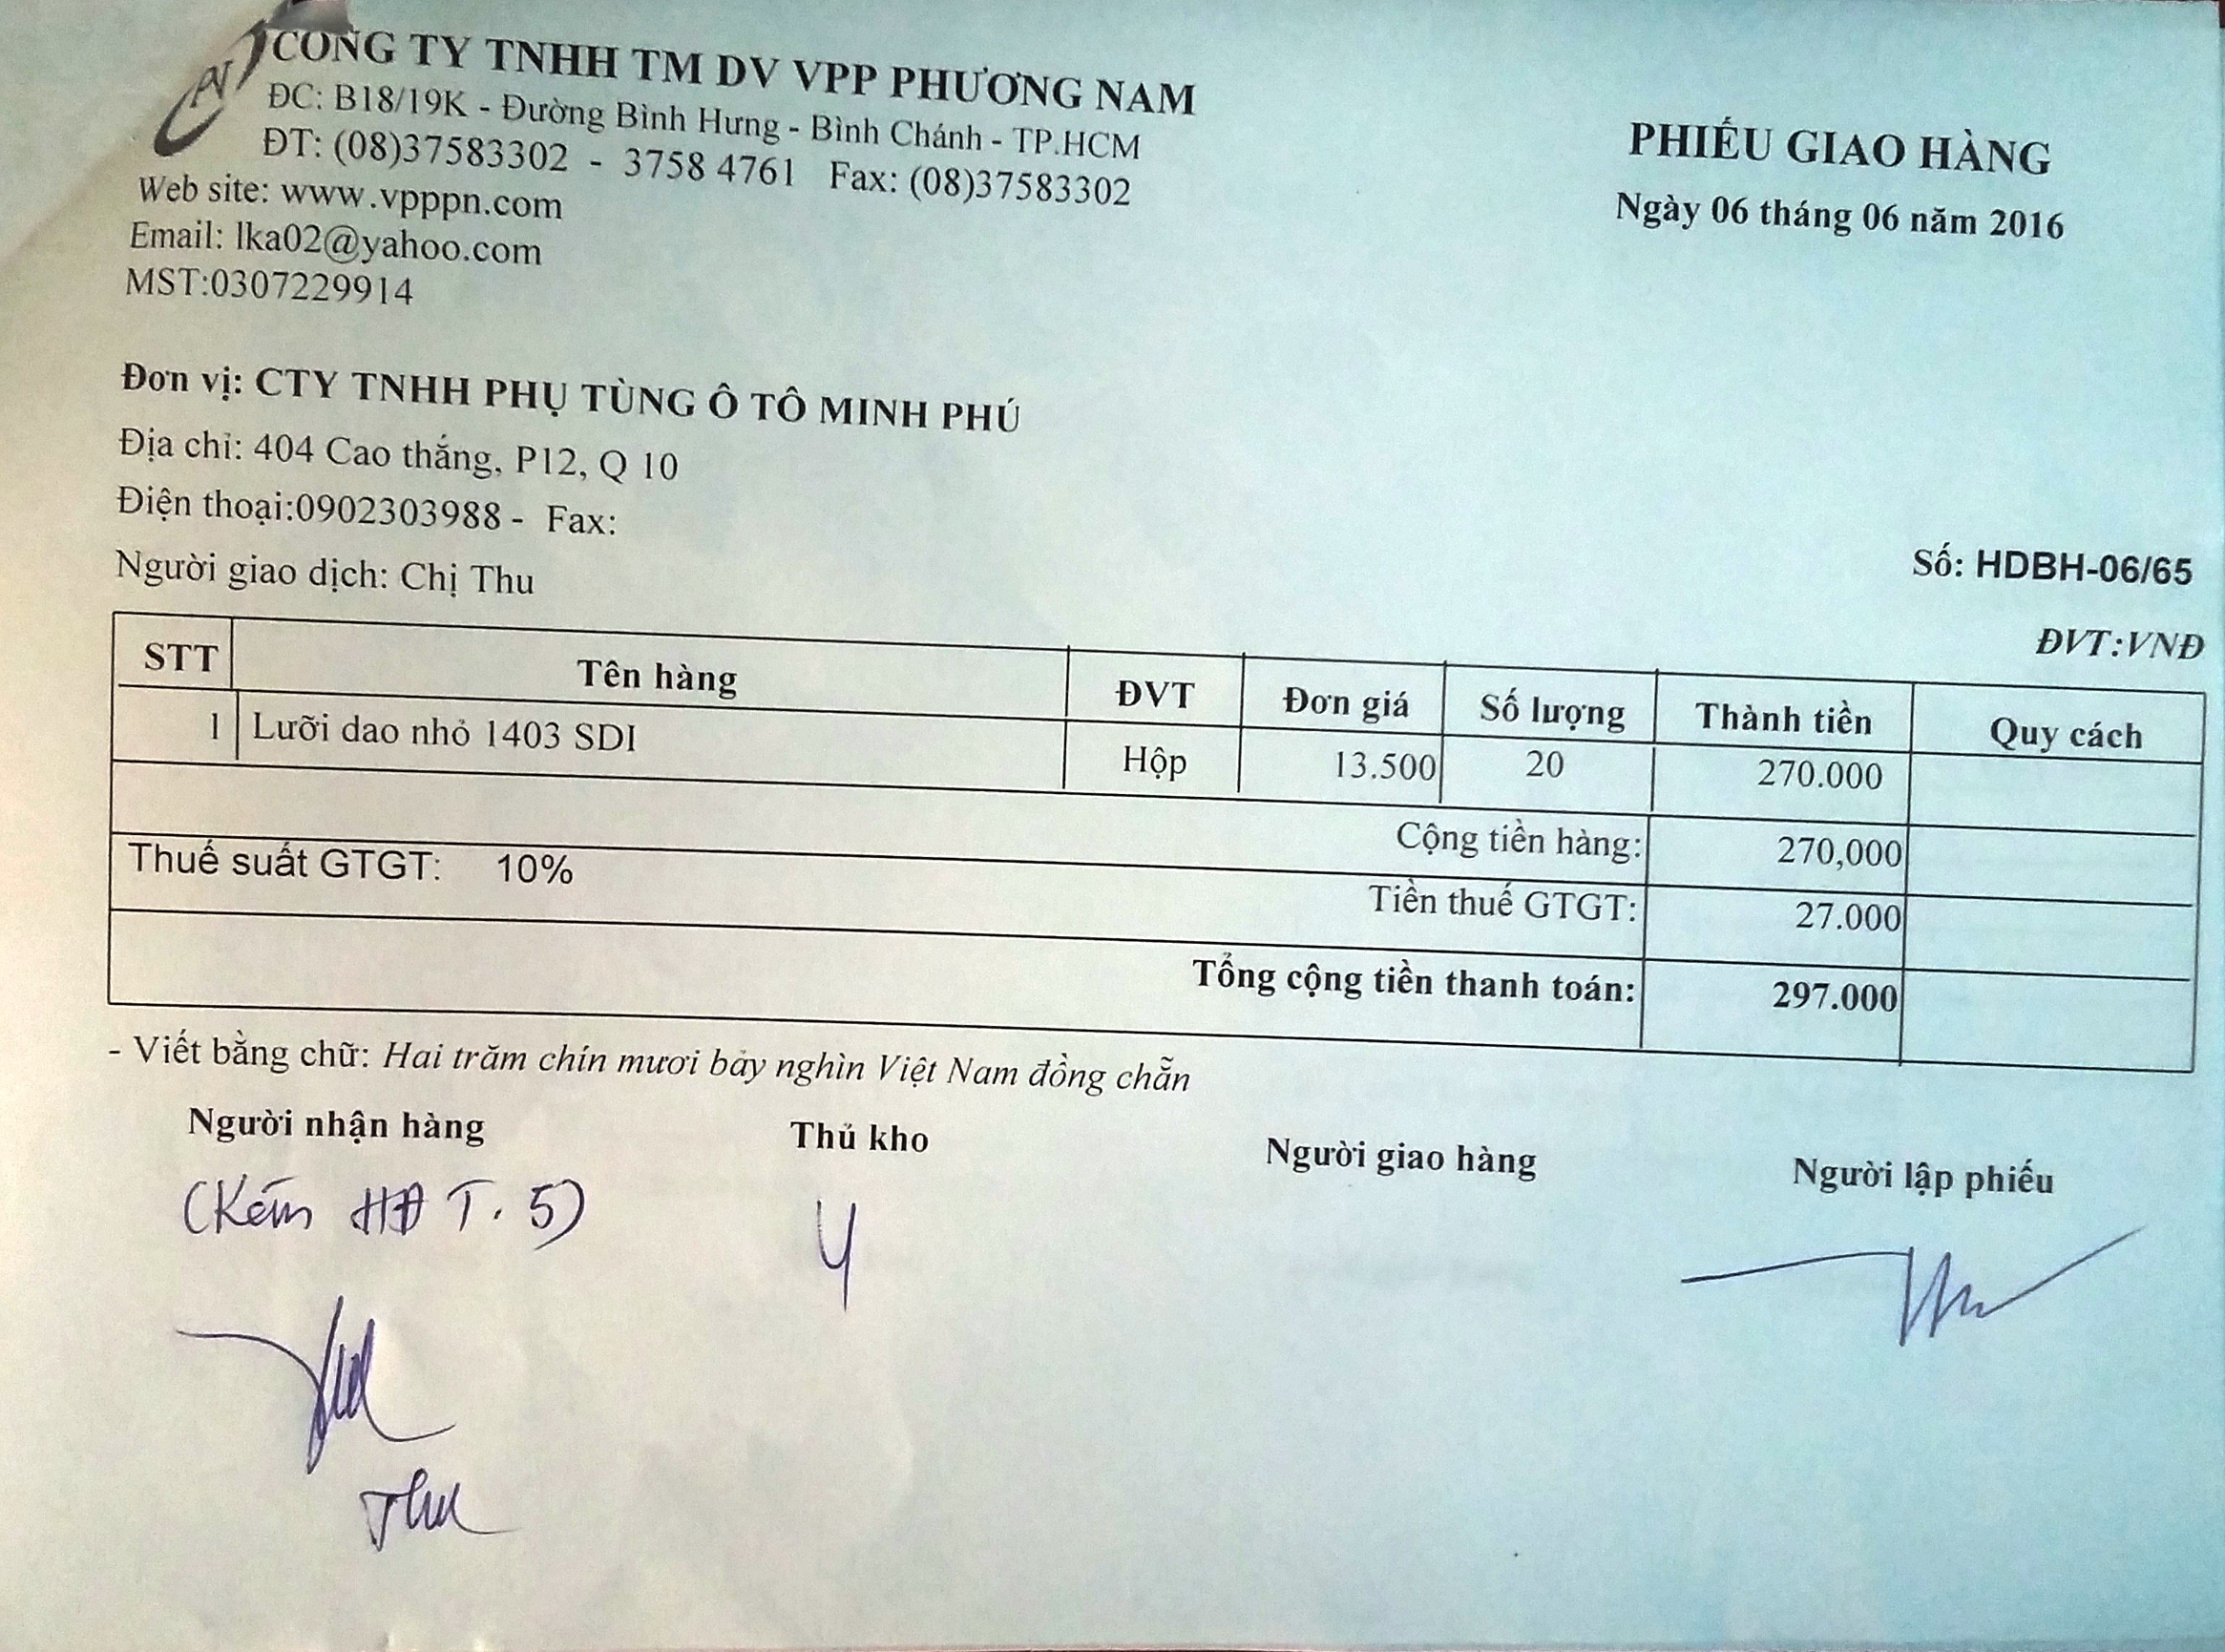 CÔNG TY TNHH TM DV VPP PHƯƠNG NAM
ĐC: B18/19K - Đường Bình Hưng - Bình Chánh - TP.HCM
ĐT: (08)37583302 - 3758 4761 Fax: (08)37583302
Web site: www.vpppn.com
Email: lka02@yahoo.com
MST:0307229914
PHIẾU GIAO HÀNG
Ngày 06 tháng 06 năm 2016
Đơn vị: CTY TNHH PHỤ TÙNG Ô TÔ MINH PHÚ
Địa chỉ: 404 Cao thắng, P12, Q 10
Điện thoại:0902303988 - Fax:
Người giao dịch: Chị Thu
Số: HDBH-06/65
ĐVT:VNĐ
STT Tên hàng ĐVT Đơn giá Số lượng Thành tiền Quy cách
1 Lưỡi dao nhỏ 1403 SDI Hộp 13.500 20 270.000
Cộng tiền hàng: 270,000
Thuế suất GTGT: 10% Tiền thuế GTGT: 27.000
Tổng cộng tiền thanh toán: 297.000
- Viết bằng chữ: Hai trăm chín mươi bảy nghìn Việt Nam đồng chẵn
Người nhận hàng Thủ kho Người giao hàng Người lập phiếu
(Kếm HĐ T.5)